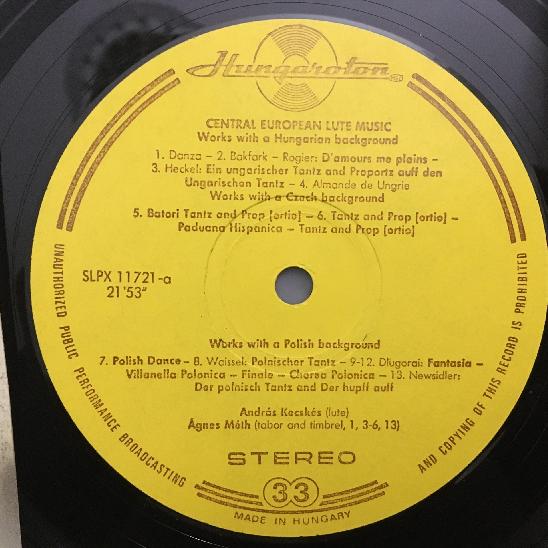 Hungaroton
CENTRAL EUROPEAN LUTE MUSIC
Works with a Hungarian background
1. Danza – 2. Bakfark – Rogier: D'amours me plains –
3. Heckel: Ein ungarischer Tantz and Proportz auff den
Ungarischen Tantz – 4. Almande de Ungrie
Works with a Czech background
5. Batori Tantz and Prop [ortio] – 6. Tantz and Prop [ortio] –
Paduana Hispanica – Tantz and Prop [ortio]
SLPX 11721-a
21'53"
Works with a Polish background
7. Polish Dance – 8. Waissel: Polnischer Tantz – 9-12. Dlugorai: Fantasia –
Villanella Polonica – Finale – Chorea Polonica – 13. Newsidler:
Der polnisch Tantz and Der hupff auff
András Kecskés (lute)
Ágnes Móth (tabor and timbrel, 1, 3-6, 13)
STEREO
33
MADE IN HUNGARY
UNAUTHORIZED PUBLIC PERFORMANCE BROADCASTING
AND COPYING OF THIS RECORD IS PROHIBITED